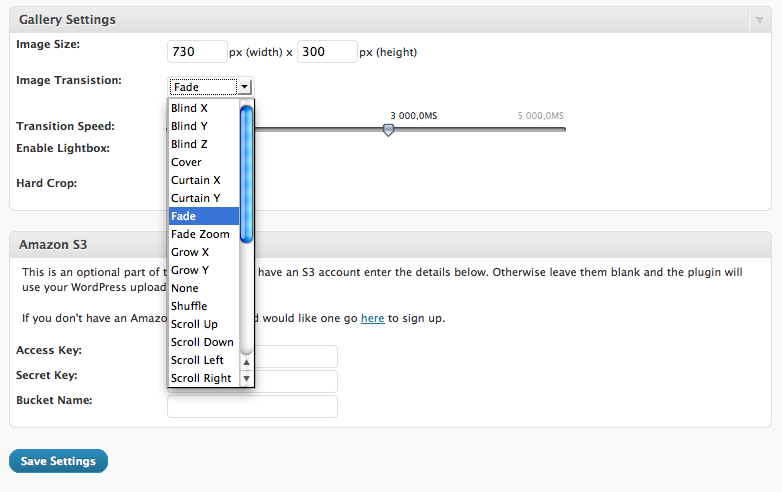 Gallery Settings
Image Size: 730 px (width) x 300 px (height)
Image Transistion: Fade
Blind X
Blind Y
Blind Z
Cover
Curtain X
Curtain Y
Fade
Fade Zoom
Grow X
Grow Y
None
Shuffle
Scroll Up
Scroll Down
Scroll Left
Scroll Right
3 000,0MS 5 000,0MS
Transition Speed:
Enable Lightbox:
Hard Crop:
Amazon S3
This is an optional part of have an S3 account enter the details below. Otherwise leave them blank and the plugin will
use your WordPress upload
If you don't have an Amazo would like one go here to sign up.
Access Key:
Secret Key:
Bucket Name:
Save Settings